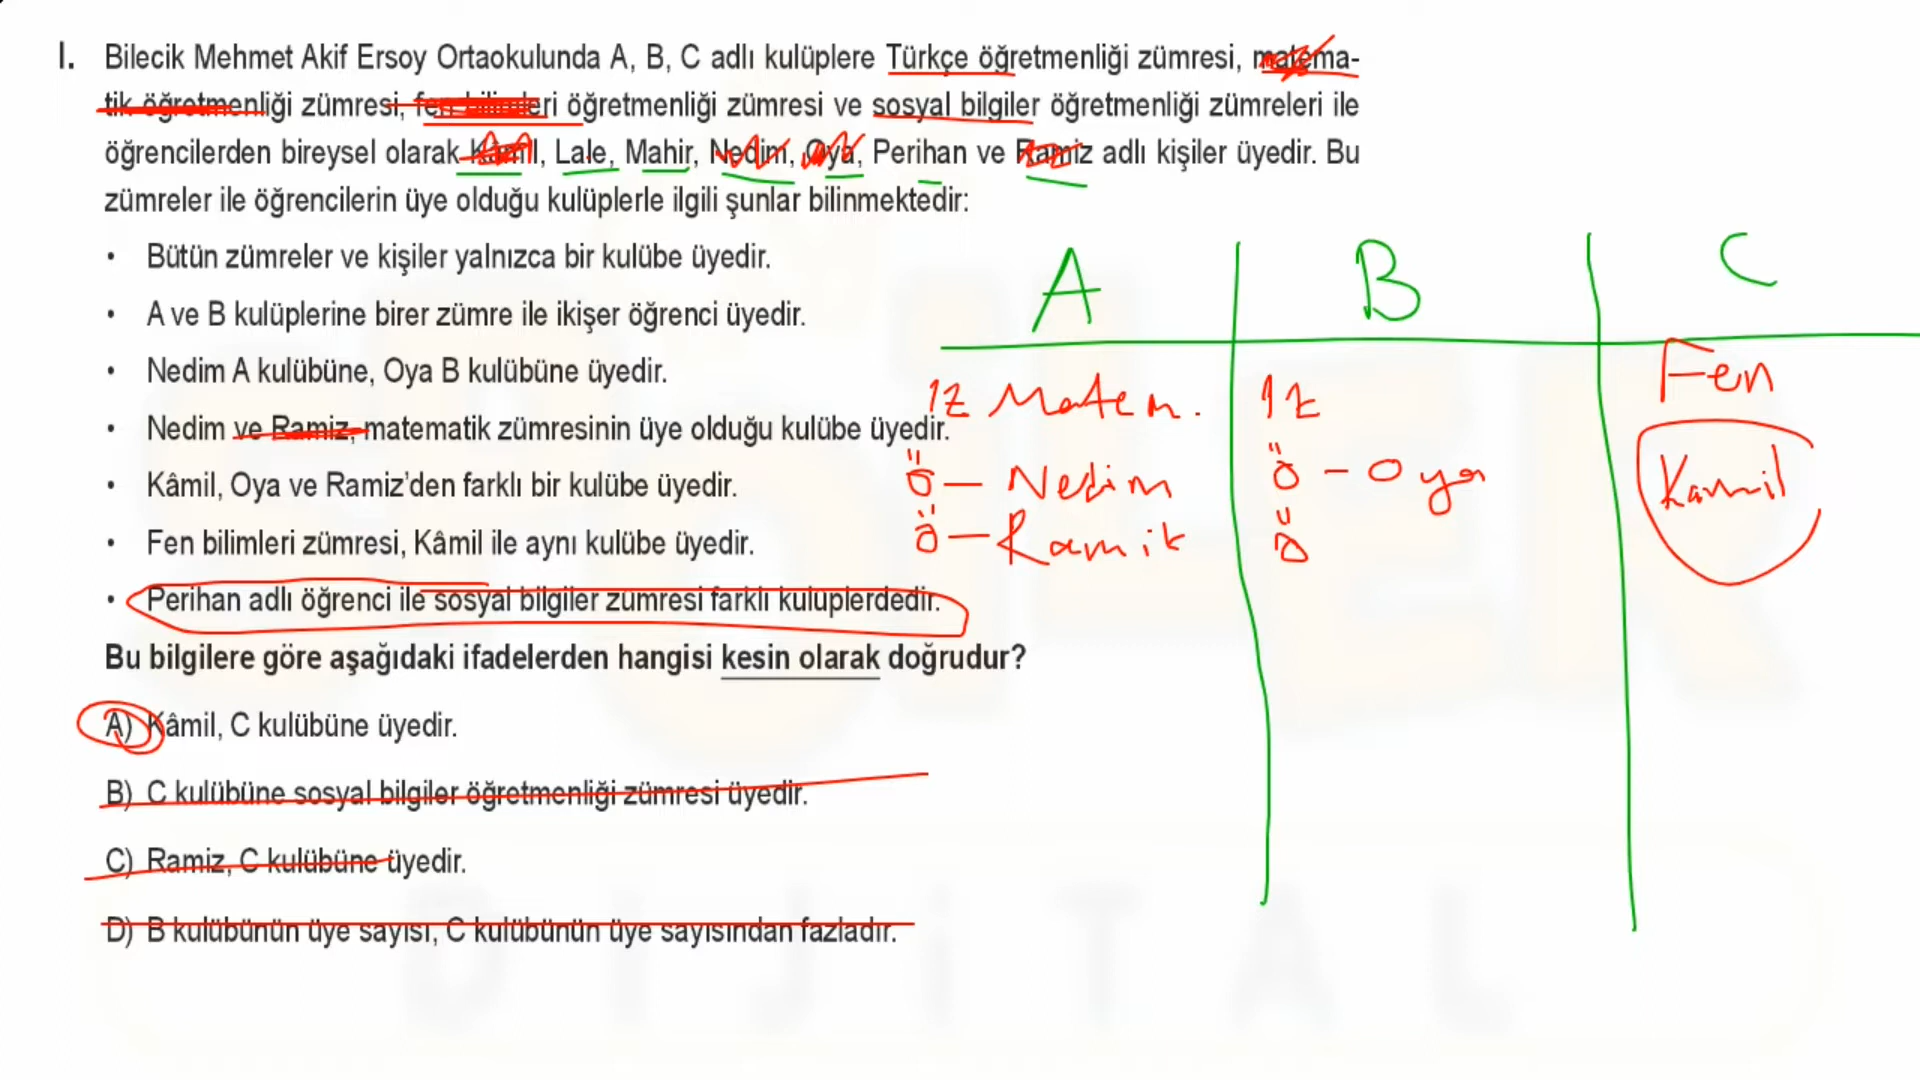 I. Bilecik Mehmet Akif Ersoy Ortaokulunda A, B, C adlı kulüplere Türkçe öğretmenliği zümresi, matema-
tik öğretmenliği zümresi, fen bilimleri öğretmenliği zümresi ve sosyal bilgiler öğretmenliği zümreleri ile
öğrencilerden bireysel olarak Kâmil, Lale, Mahir, Nedim, Oya, Perihan ve Ramiz adlı kişiler üyedir. Bu
zümreler ile öğrencilerin üye olduğu kulüplerle ilgili şunlar bilinmektedir:
• Bütün zümreler ve kişiler yalnızca bir kulübe üyedir.
• A ve B kulüplerine birer zümre ile ikişer öğrenci üyedir.
• Nedim A kulübüne, Oya B kulübüne üyedir.
• Nedim ve Ramiz, matematik zümresinin üye olduğu kulübe üyedir.
• Kâmil, Oya ve Ramiz'den farklı bir kulübe üyedir.
• Fen bilimleri zümresi, Kâmil ile aynı kulübe üyedir.
• Perihan adlı öğrenci ile sosyal bilgiler zümresi farklı kulüplerdedir.
Bu bilgilere göre aşağıdaki ifadelerden hangisi kesin olarak doğrudur?
A) Kâmil, C kulübüne üyedir.
B) C kulübüne sosyal bilgiler öğretmenliği zümresi üyedir.
C) Ramiz, C kulübüne üyedir.
D) B kulübünün üye sayısı, C kulübünün üye sayısından fazladır.
A B C
1z Matem. 1z Fen
ö – Nedim ö – Oya Kamil
ö – Ramiz ö
DİJİTAL